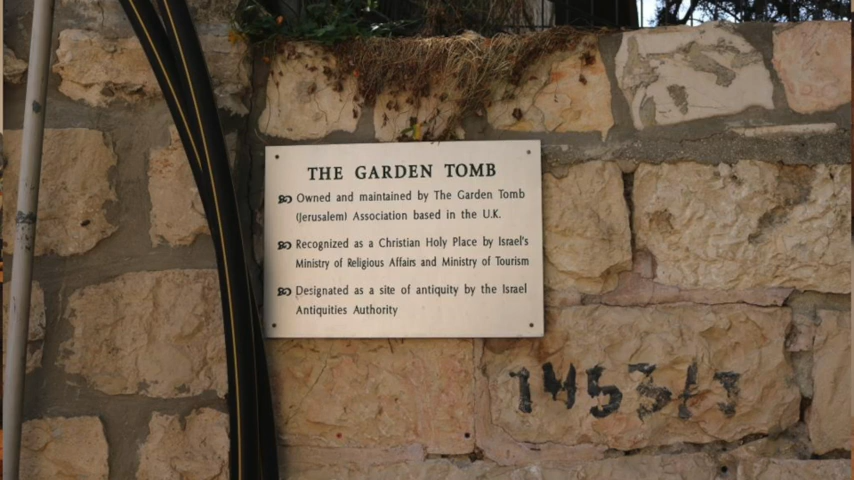 THE GARDEN TOMB
Owned and maintained by The Garden Tomb
(Jerusalem) Association based in the U.K.
Recognized as a Christian Holy Place by Israel's
Ministry of Religious Affairs and Ministry of Tourism
Designated as a site of antiquity by the Israel
Antiquities Authority